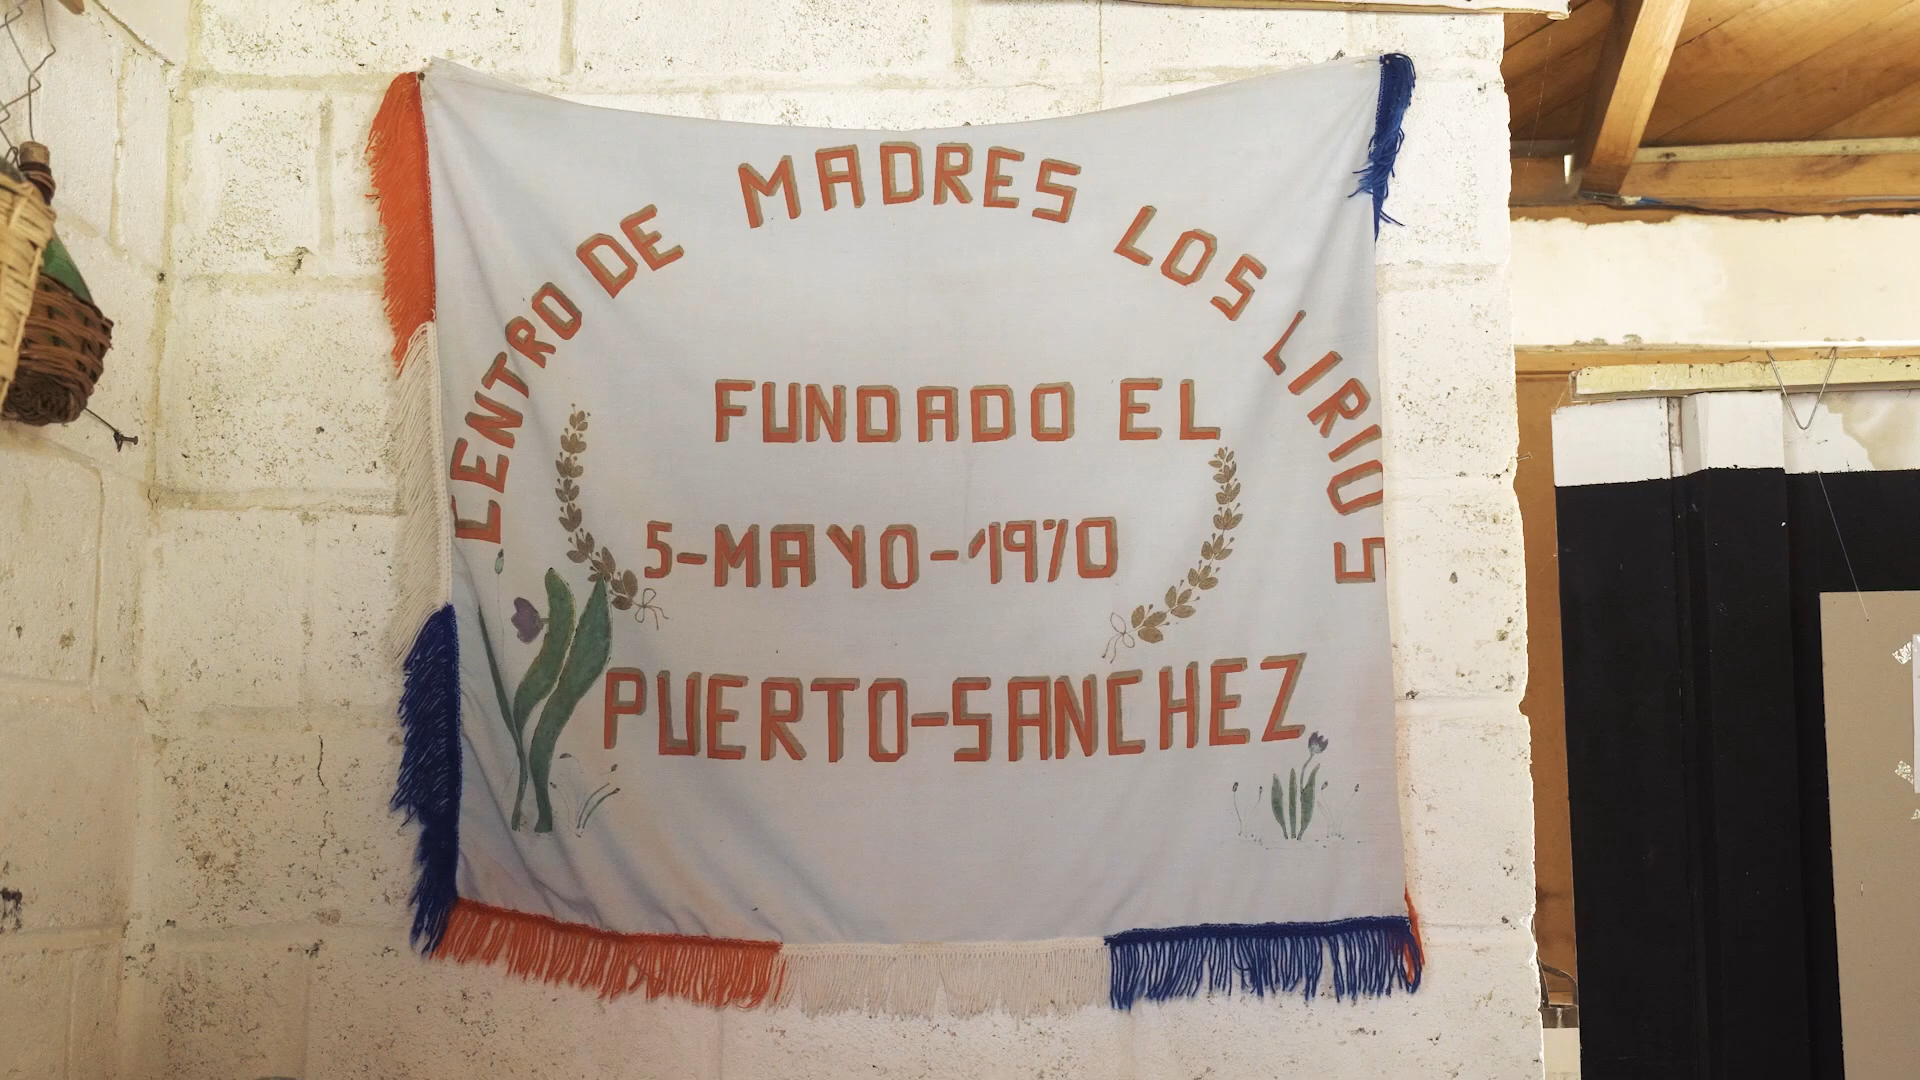 CENTRO DE MADRES LOS LIRIOS
FUNDADO EL
5-MAYO-1970
PUERTO-SANCHEZ